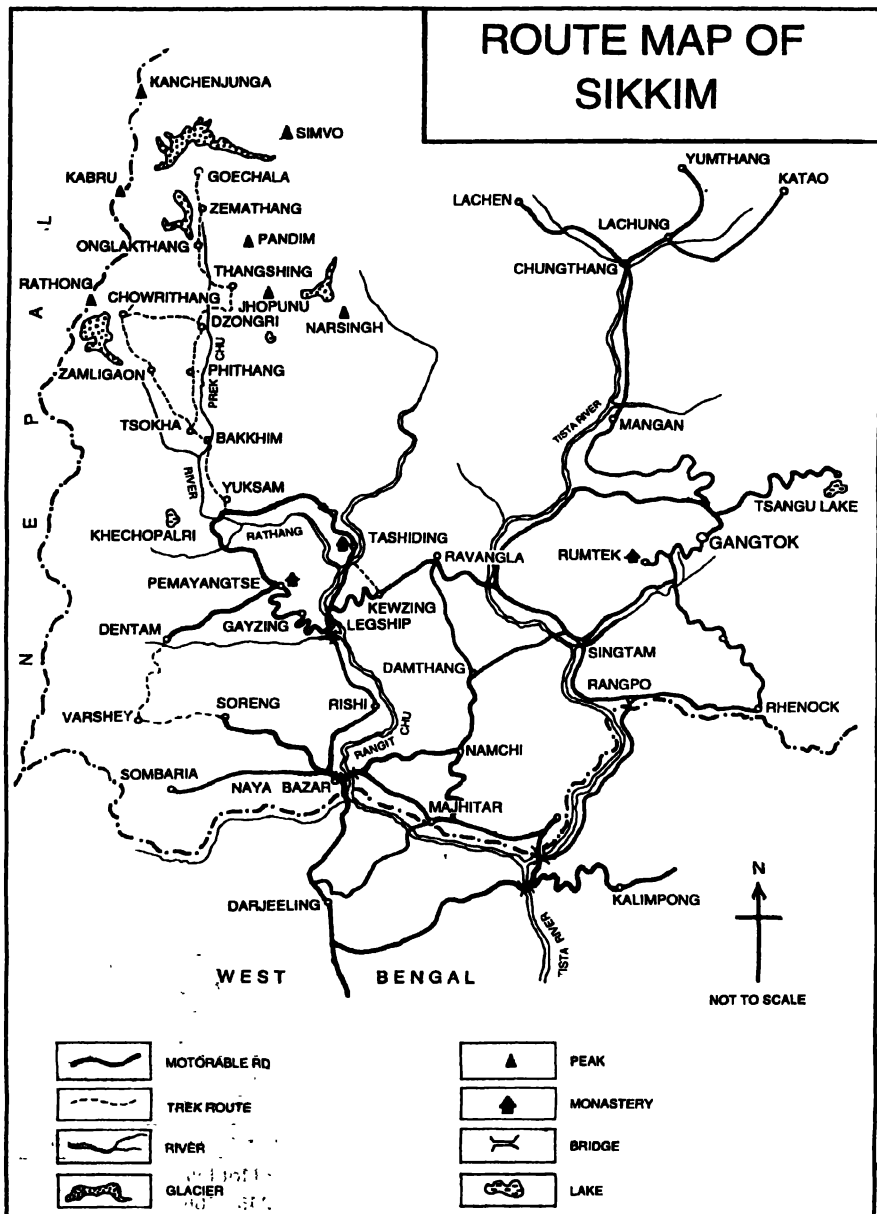 ROUTE MAP OF
SIKKIM
KANCHENJUNGA
SIMVO
GOECHALA
KABRU
ZEMATHANG
ONGLAKTHANG
PANDIM
THANGSHING
RATHONG
CHOWRITHANG
JHOPUNU
DZONGRI
NARSINGH
ZAMLIGAON
PHITHANG
PREK CHU
TSOKHA
BAKKHIM
RIVER
YUKSAM
KHECHOPALRI
RATHANG
TASHIDING
PEMAYANGTSE
KEWZING
GAYZING
LEGSHIP
DENTAM
VARSHEY
SORENG
RISHI
RANGIT CHU
SOMBARIA
NAYA BAZAR
NEPAL
YUMTHANG
KATAO
LACHEN
LACHUNG
CHUNGTHANG
TISTA RIVER
MANGAN
TSANGU LAKE
GANGTOK
RUMTEK
RAVANGLA
SINGTAM
DAMTHANG
RANGPO
RHENOCK
NAMCHI
MAJHITAR
DARJEELING
KALIMPONG
TISTA RIVER
WEST BENGAL
N
NOT TO SCALE
MOTORABLE RD
TREK ROUTE
RIVER
GLACIER
PEAK
MONASTERY
BRIDGE
LAKE